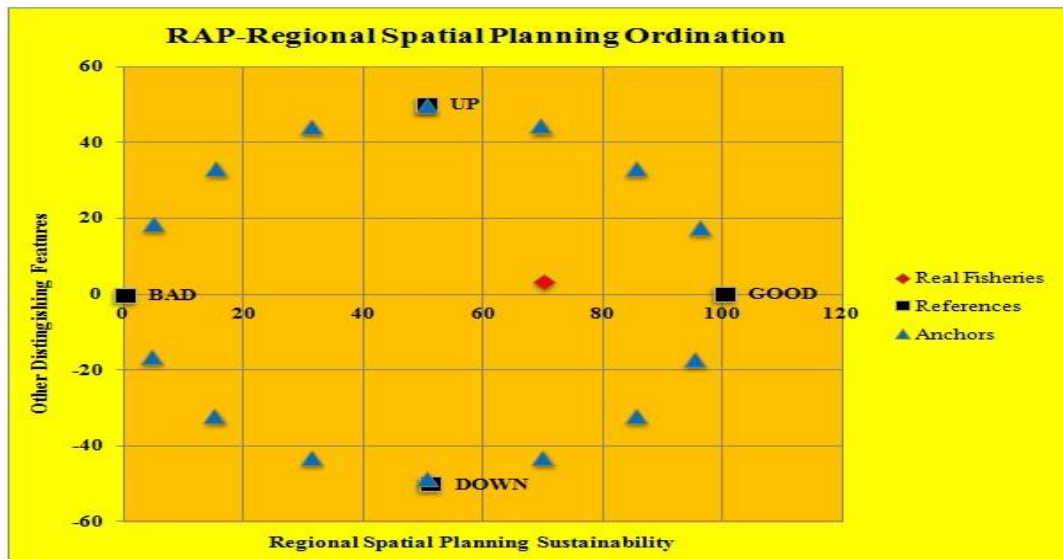 RAP-Regional Spatial Planning Ordination
60
40
20
0
-20
-40
-60
0 20 40 60 80 100 120
UP
BAD
GOOD
DOWN
Other Distingishing Features
Regional Spatial Planning Sustainability
Real Fisheries
References
Anchors